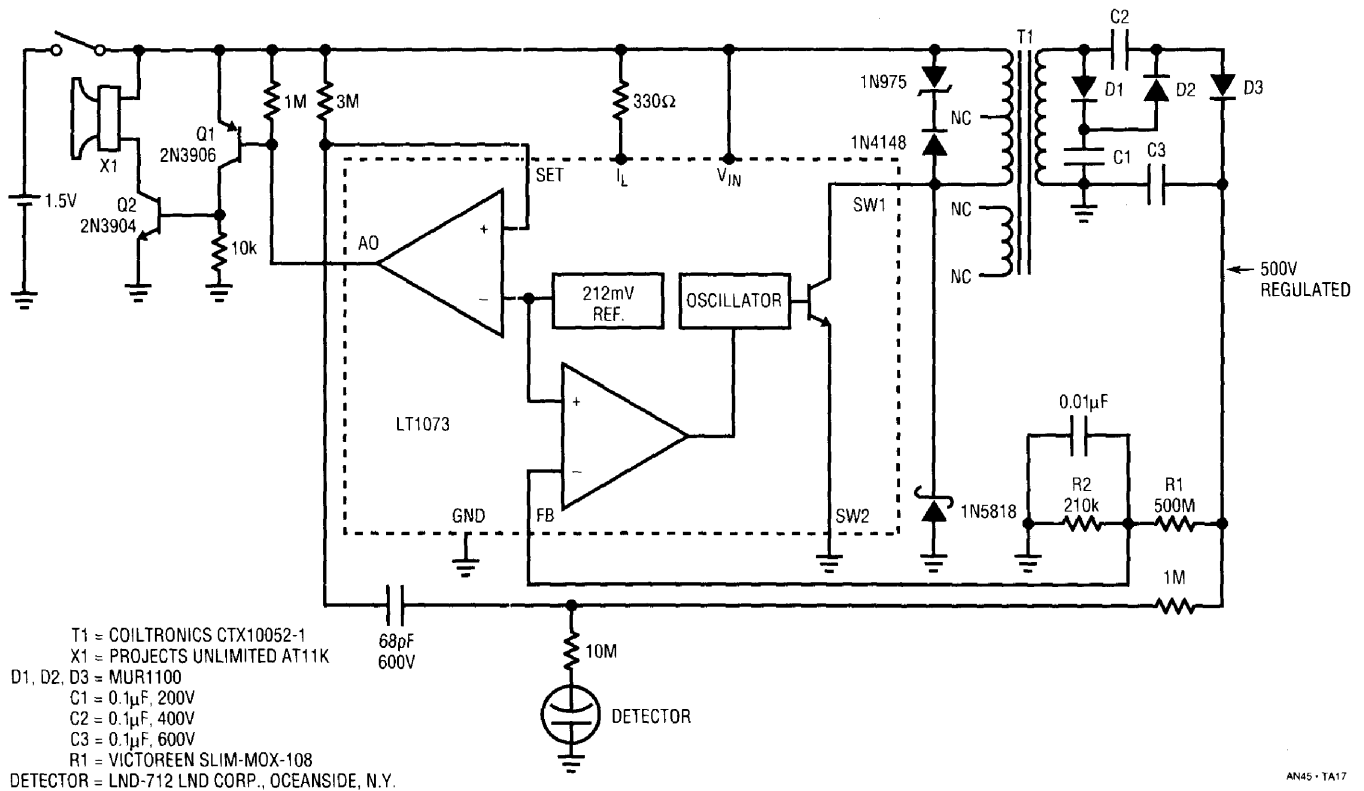 T1
C2
1N975
D1
D2
D3
1M
3M
330Ω
NC
Q1
2N3906
1N4148
X1
C1
C3
SET
I_L
V_IN
1.5V
Q2
2N3904
SW1
NC
10k
A0
+
−
212mV
REF.
OSCILLATOR
NC
500V
REGULATED
+
−
0.01µF
LT1073
GND
FB
SW2
1N5818
R2
210k
R1
500M
1M
68pF
600V
10M
DETECTOR
T1 = COILTRONICS CTX10052-1
X1 = PROJECTS UNLIMITED AT11K
D1, D2, D3 = MUR1100
C1 = 0.1µF, 200V
C2 = 0.1µF, 400V
C3 = 0.1µF, 600V
R1 = VICTOREEN SLIM-MOX-108
DETECTOR = LND-712 LND CORP., OCEANSIDE, N.Y.
AN45 • TA17